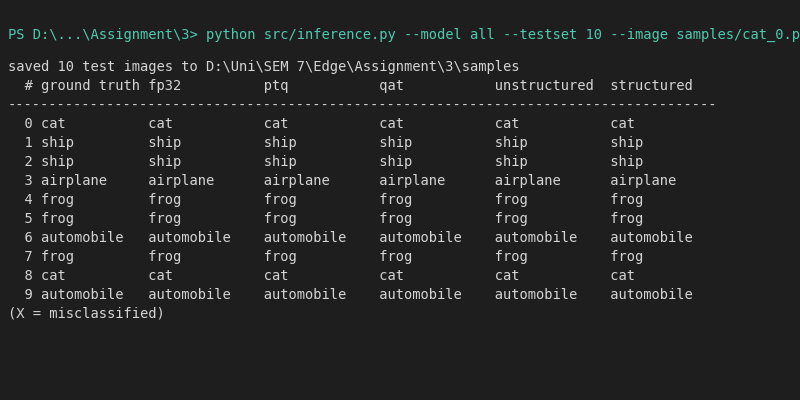 PS D:\...\Assignment\3> python src/inference.py --model all --testset 10 --image samples/cat_0.p
saved 10 test images to D:\Uni\SEM 7\Edge\Assignment\3\samples
# ground truth fp32 ptq qat unstructured structured
--------------------------------------------------------------------------------------
0 cat cat cat cat cat cat
1 ship ship ship ship ship ship
2 ship ship ship ship ship ship
3 airplane airplane airplane airplane airplane airplane
4 frog frog frog frog frog frog
5 frog frog frog frog frog frog
6 automobile automobile automobile automobile automobile automobile
7 frog frog frog frog frog frog
8 cat cat cat cat cat cat
9 automobile automobile automobile automobile automobile automobile
(X = misclassified)